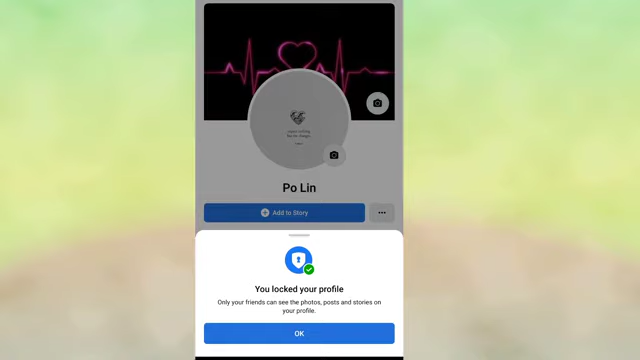 Po Lin
Add to Story
You locked your profile
Only your friends can see the photos, posts and stories on
your profile.
OK